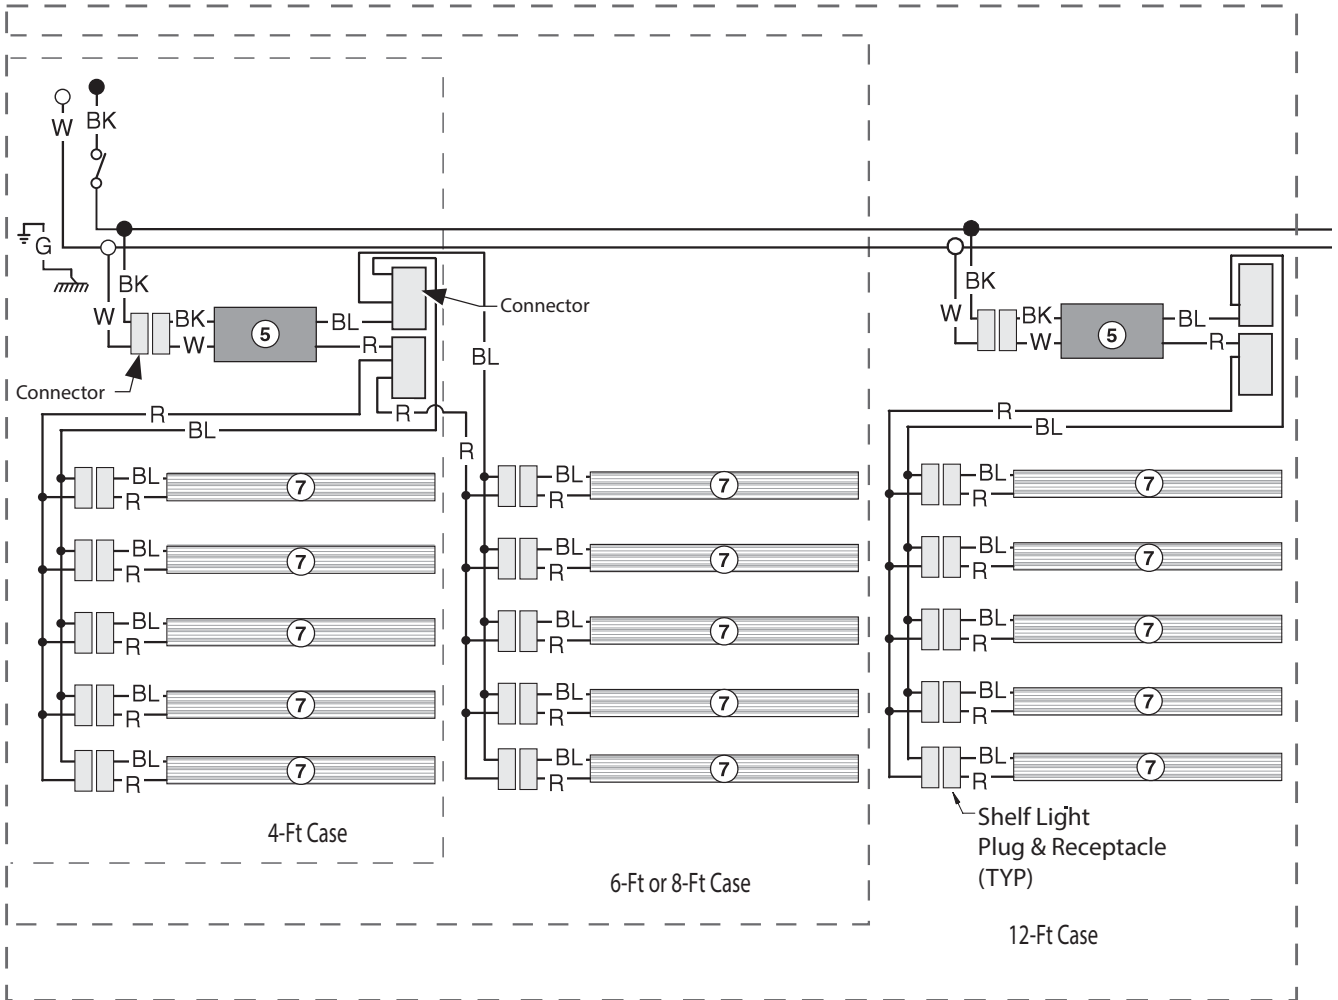 W
BK
G
BK
W
BK
W
5
BL
R
Connector
Connector
BL
R
BL
R
R
BK
W
BK
W
5
BL
R
R
BL
BL
R
7
BL
R
7
BL
R
7
BL
R
7
BL
R
7
BL
R
7
BL
R
7
BL
R
7
BL
R
7
BL
R
7
BL
R
7
BL
R
7
BL
R
7
BL
R
7
BL
R
7
4-Ft Case
6-Ft or 8-Ft Case
Shelf Light
Plug & Receptacle
(TYP)
12-Ft Case